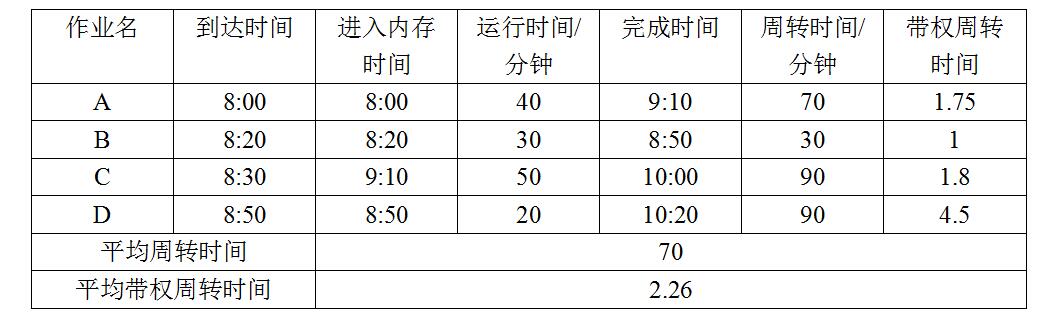 作业名 到达时间 进入内存时间 运行时间/分钟 完成时间 周转时间/分钟 带权周转时间
A 8:00 8:00 40 9:10 70 1.75
B 8:20 8:20 30 8:50 30 1
C 8:30 9:10 50 10:00 90 1.8
D 8:50 8:50 20 10:20 90 4.5
平均周转时间 70
平均带权周转时间 2.26